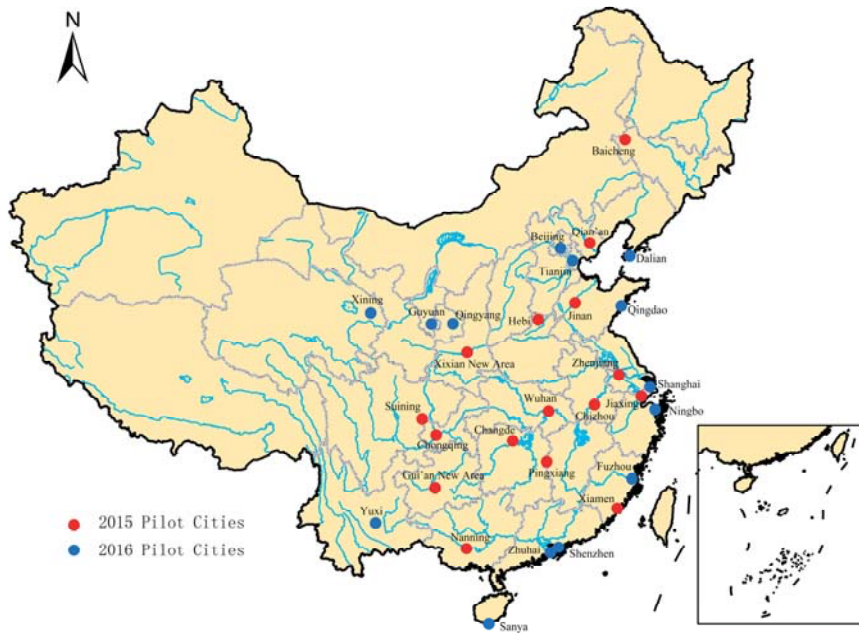 N
Baicheng
Beijing
Qian'an
Tianjin
Dalian
Xining
Guyuan
Qingyang
Hebi
Jinan
Qingdao
Xixian New Area
Zhenjiang
Shanghai
Suining
Wuhan
Chizhou
Jiaxing
Ningbo
Chongqing
Changde
Gui'an New Area
Pingxiang
Fuzhou
Yuxi
Xiamen
Nanning
Zhuhai
Shenzhen
Sanya
2015 Pilot Cities
2016 Pilot Cities